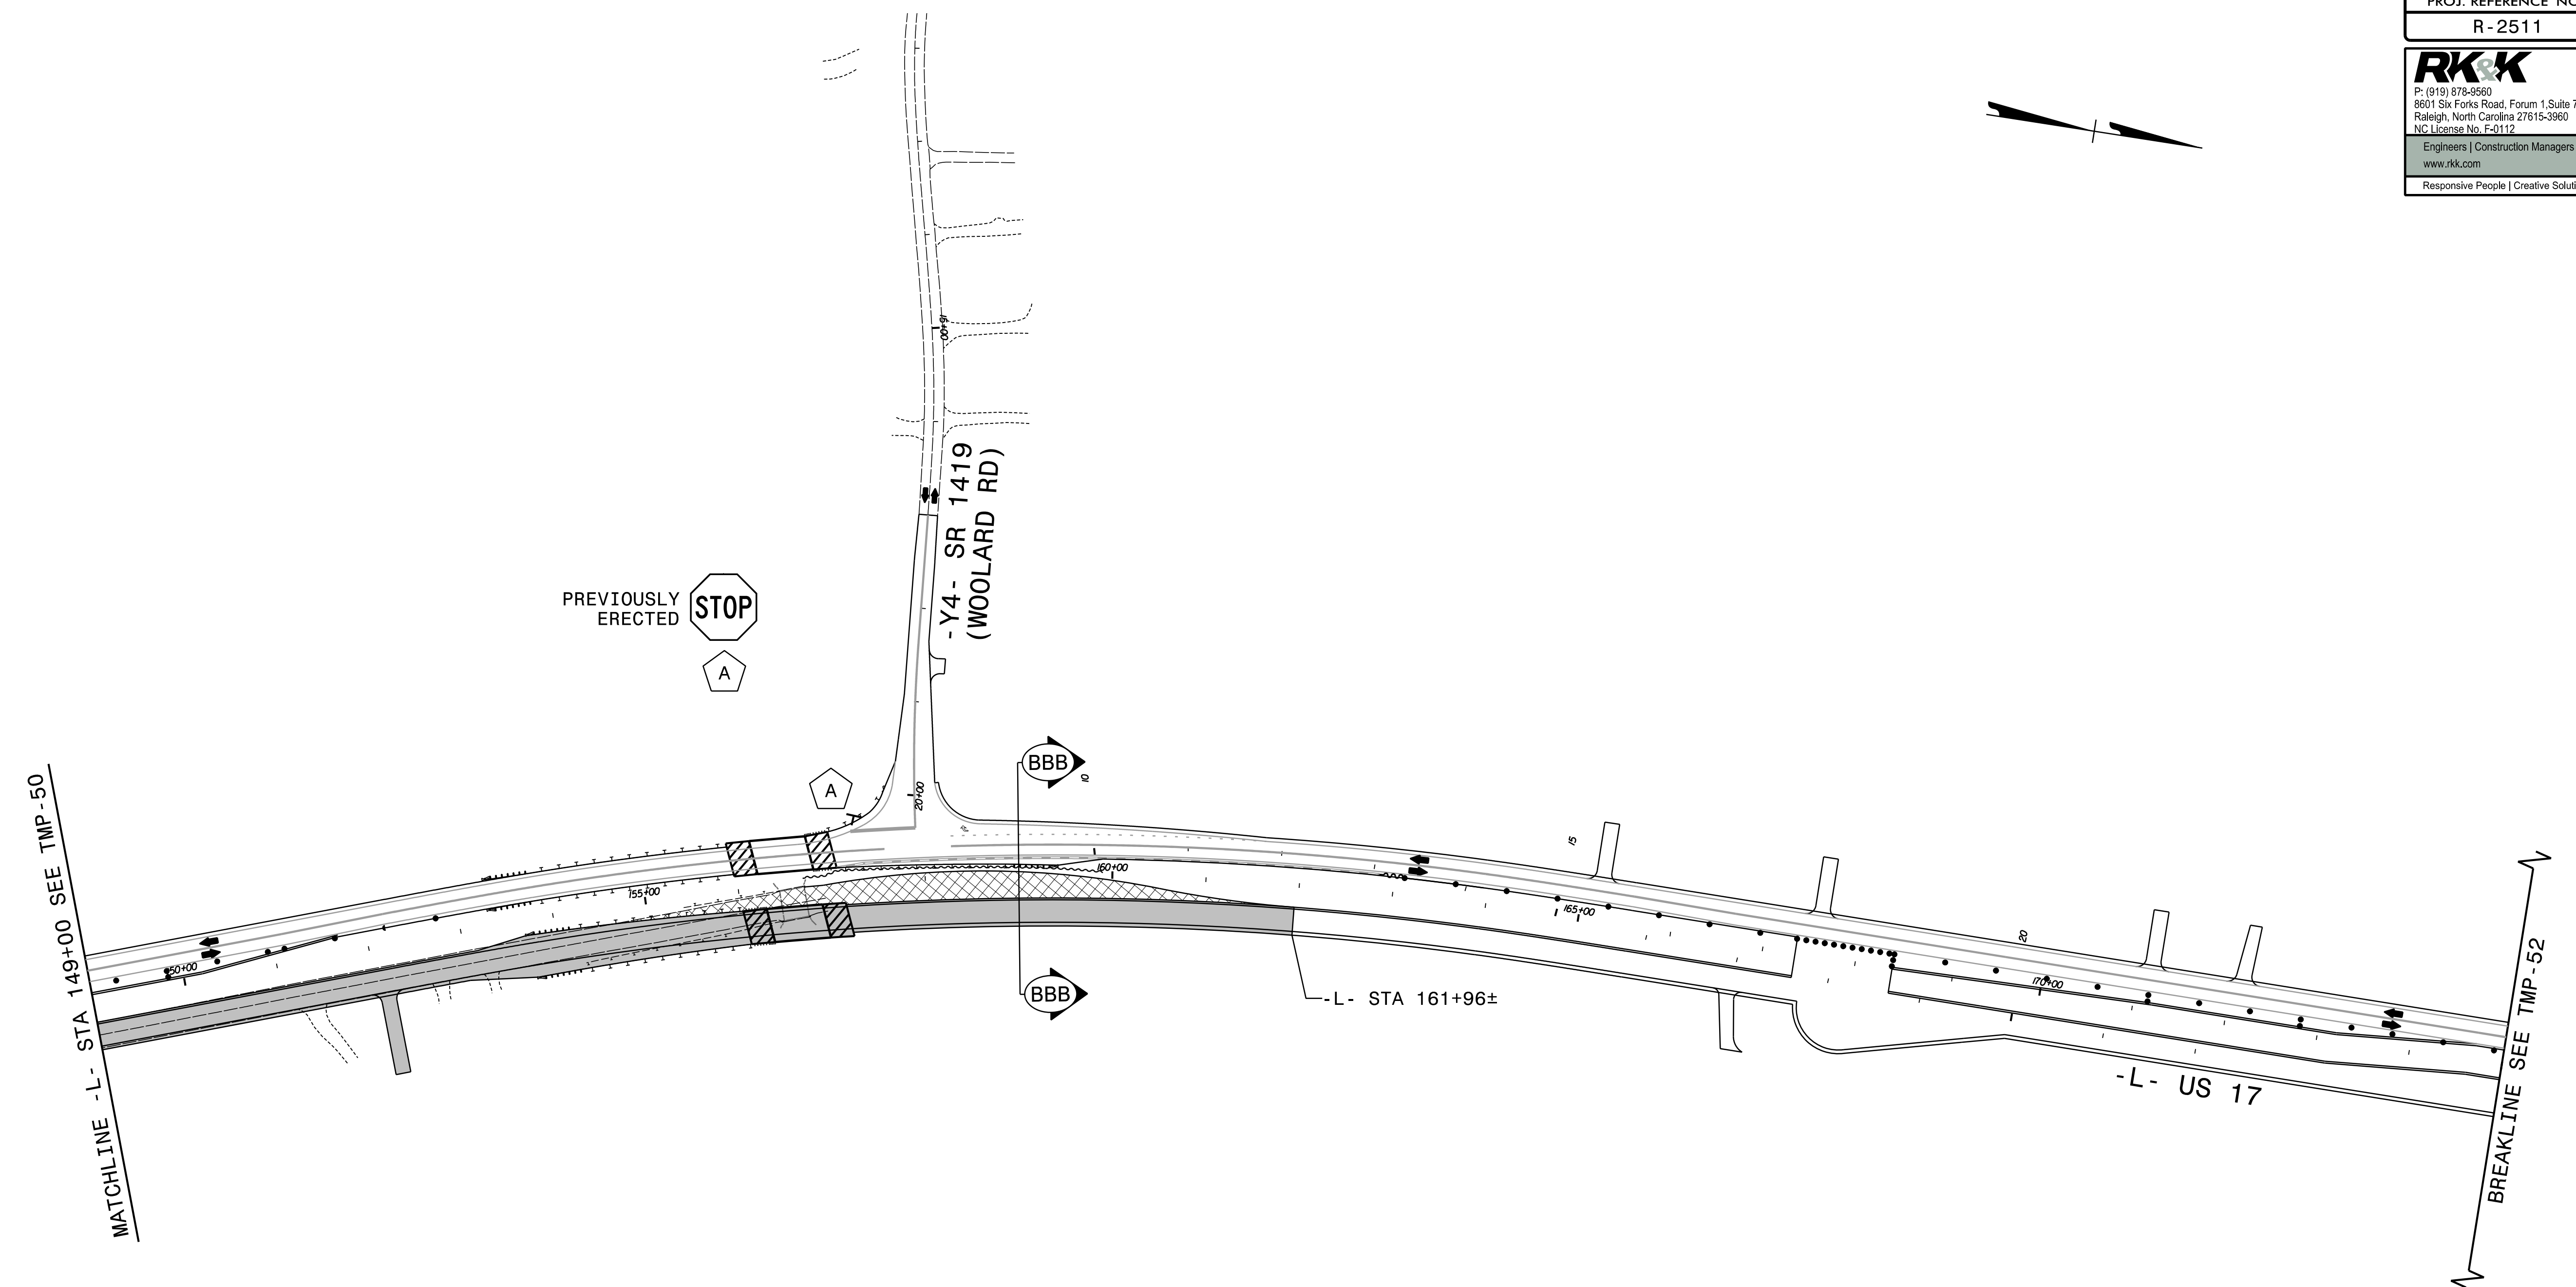 PROJ. REFERENCE NO
R-2511
RK&K
P: (919) 878-9560
8601 Six Forks Road, Forum 1,Suite 7
Raleigh, North Carolina 27615-3960
NC License No. F-0112
Engineers | Construction Managers
www.rkk.com
Responsive People | Creative Soluti
15+00
-Y4- SR 1419
(WOOLARD RD)
PREVIOUSLY
ERECTED
STOP
A
A
20+00
BBB
10
15
20
MATCHLINE -L- STA 149+00 SEE TMP-50
50+00
155+00
160+00
165+00
170+00
BBB
-L- STA 161+96±
-L- US 17
BREAKLINE SEE TMP-52